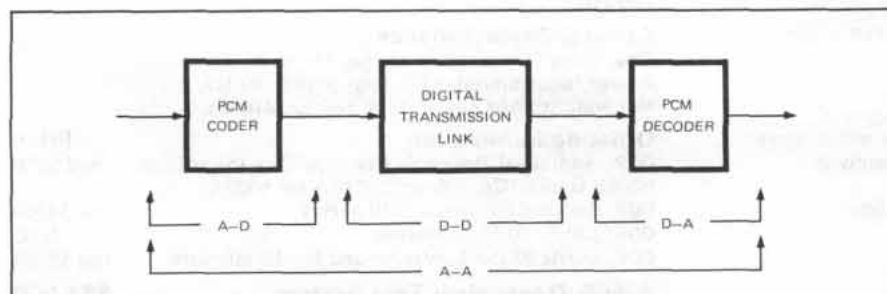 PCM
CODER
DIGITAL
TRANSMISSION
LINK
PCM
DECODER
A–D
D–D
D–A
A–A